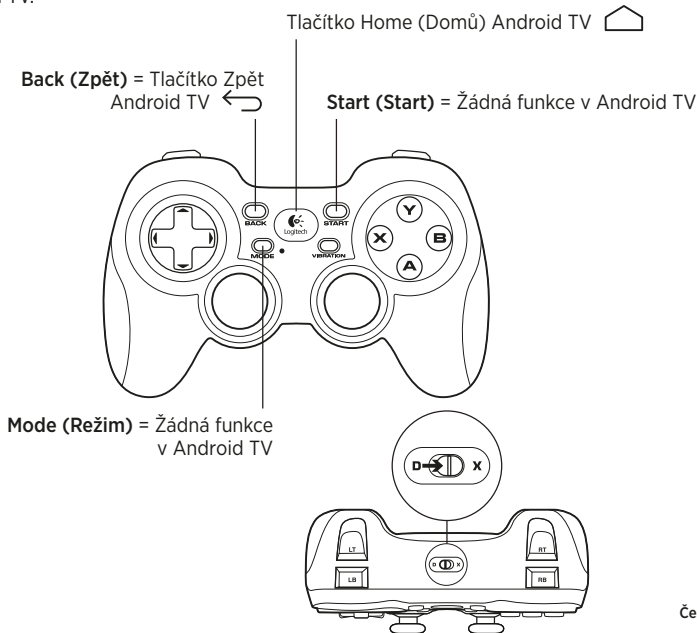 TV.
Tlačítko Home (Domů) Android TV
Back (Zpět) = Tlačítko Zpět
Android TV
Start (Start) = Žádná funkce v Android TV
BACK
Logitech
START
MODE
VIBRATION
Y
X
B
A
Mode (Režim) = Žádná funkce
v Android TV
D X
LT
RT
D X
LB
RB
Če